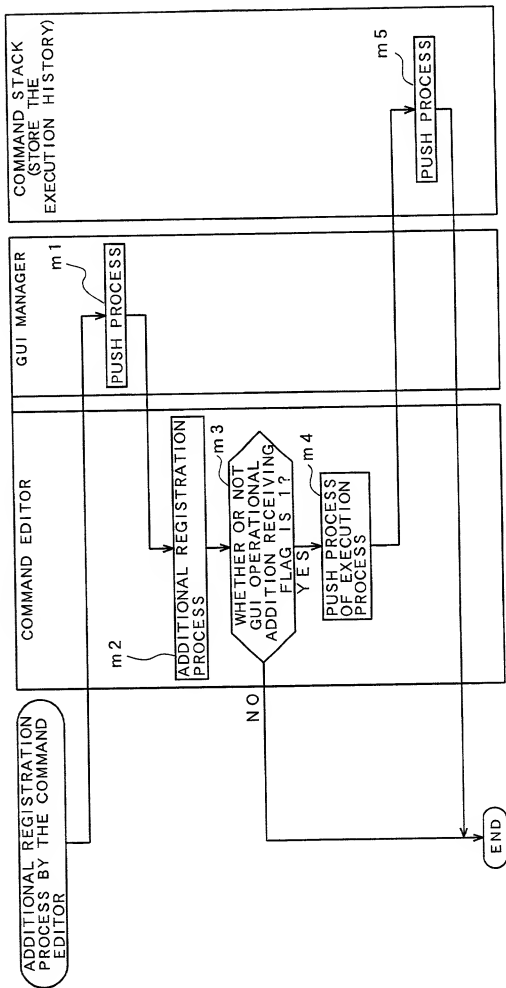 ADDITIONAL REGISTRATION
PROCESS BY THE COMMAND
EDITOR
COMMAND EDITOR
GUI MANAGER
COMMAND STACK
(STORE THE
EXECUTION HISTORY)
m1
PUSH PROCESS
m2
ADDITIONAL REGISTRATION
PROCESS
m3
WHETHER OR NOT
GUI OPERATIONAL
ADDITION RECEIVING
FLAG IS 1?
NO
YES
m4
PUSH PROCESS
OF EXECUTION
PROCESS
m5
PUSH PROCESS
END